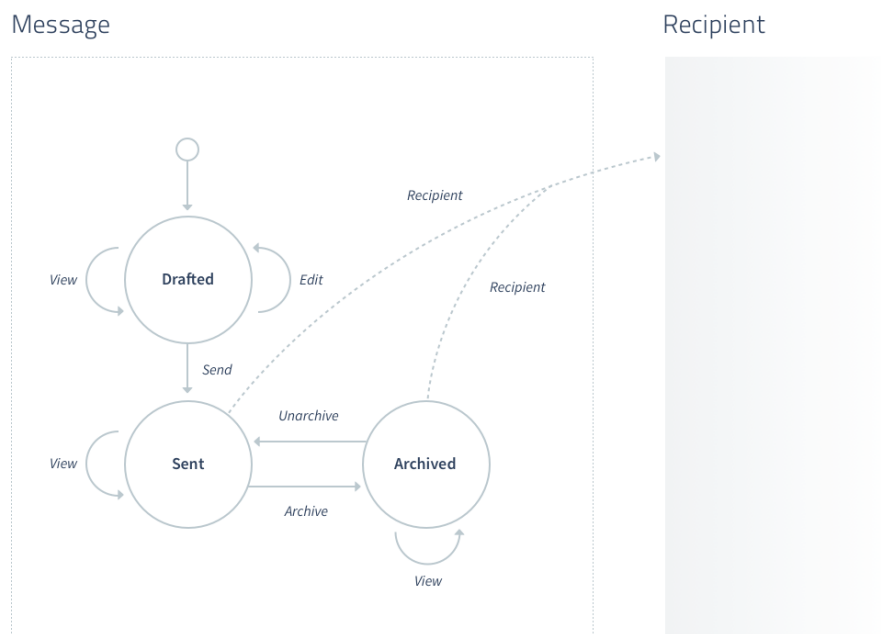 Message
Recipient
Recipient
View
Drafted
Edit
Recipient
Send
Unarchive
View
Sent
Archived
Archive
View